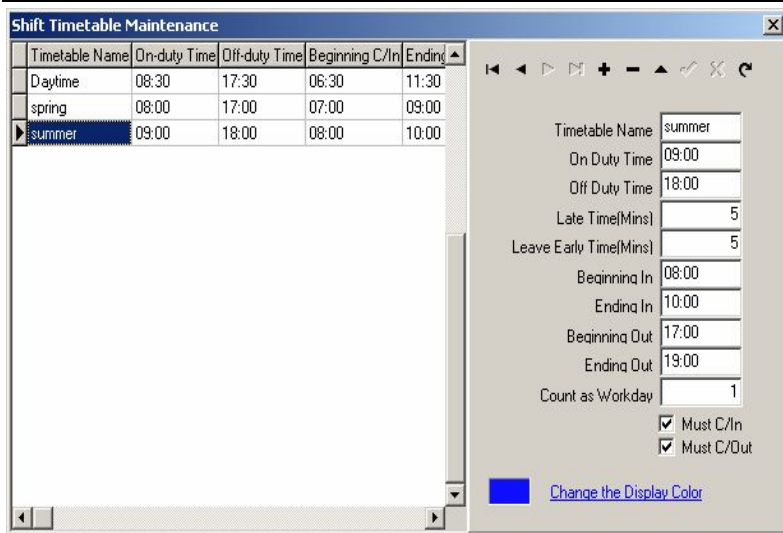 Shift Timetable Maintenance
Timetable Name On-duty Time Off-duty Time Beginning C/In Ending
Daytime 08:30 17:30 06:30 11:30
spring 08:00 17:00 07:00 09:00
summer 09:00 18:00 08:00 10:00
Timetable Name summer
On Duty Time 09:00
Off Duty Time 18:00
Late Time(Mins) 5
Leave Early Time(Mins) 5
Beginning In 08:00
Ending In 10:00
Beginning Out 17:00
Ending Out 19:00
Count as Workday 1
Must C/In
Must C/Out
Change the Display Color